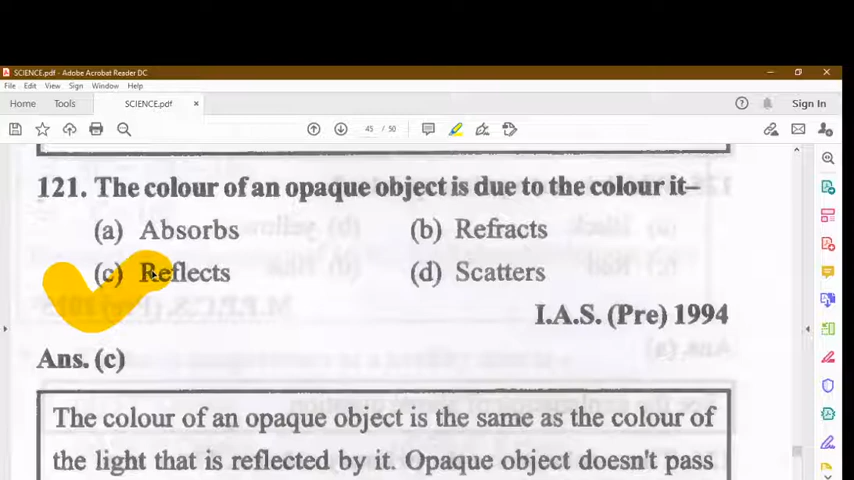 SCIENCE.pdf - Adobe Acrobat Reader DC
File Edit View Sign Window Help
Home Tools SCIENCE.pdf × Sign In
45 / 50
121. The colour of an opaque object is due to the colour it–
(a) Absorbs (b) Refracts
(c) Reflects (d) Scatters
I.A.S. (Pre) 1994
Ans. (c)
The colour of an opaque object is the same as the colour of
the light that is reflected by it. Opaque object doesn't pass